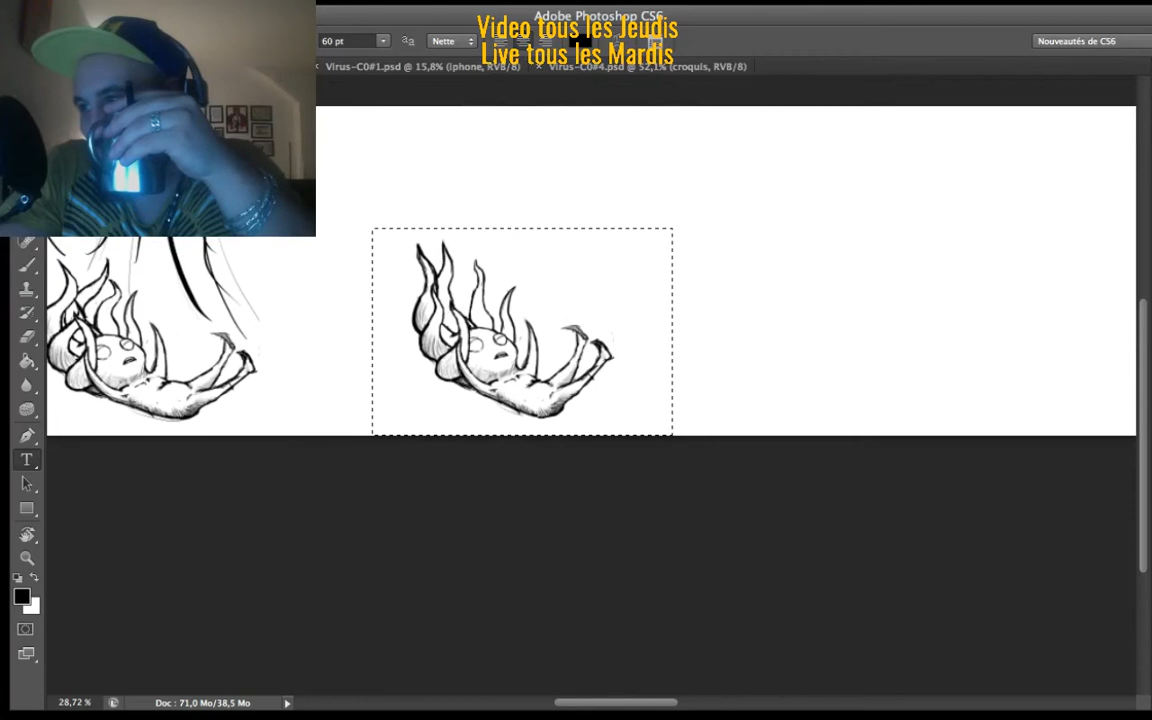 Adobe Photoshop CS6
Video tous les Jeudis
Live tous les Mardis
60 pt
Nette
Nouveautés de CS6
Virus-C0#1.psd @ 15,8% (iphone, RVB/8)
Virus-C0#4.psd @ 52,1% (croquis, RVB/8)
T
28,72 %
Doc : 71,0 Mo/38,5 Mo